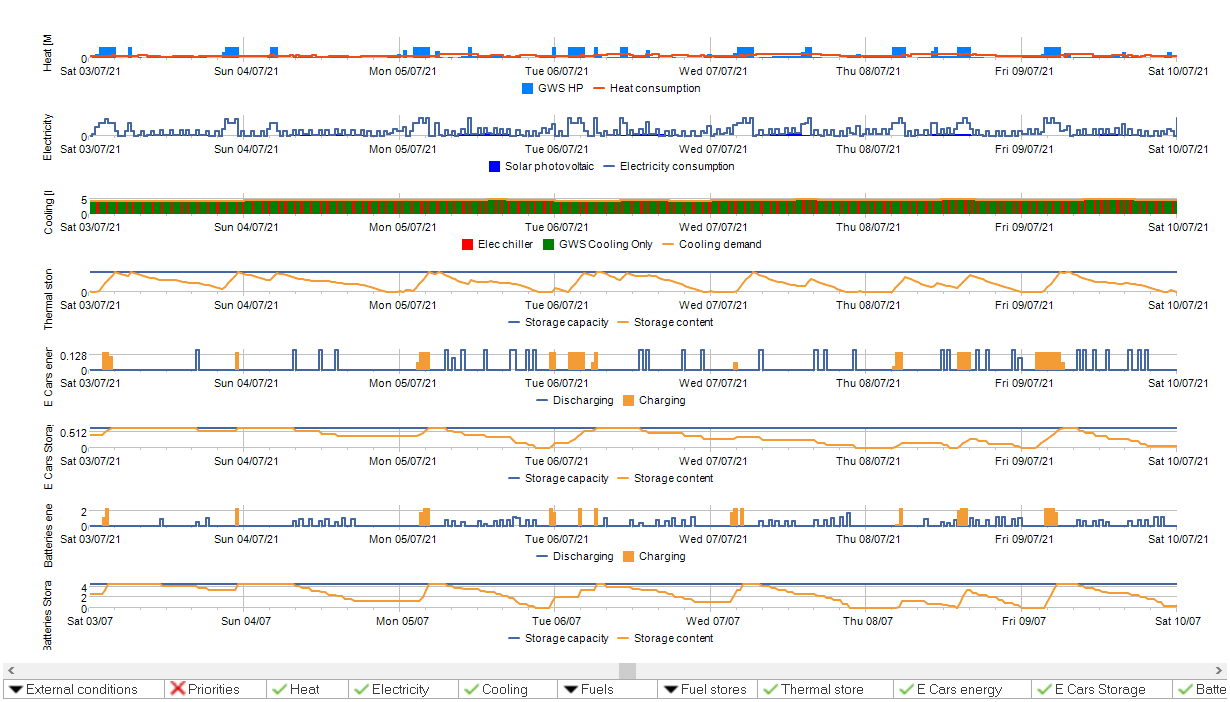 Heat [M
0
Sat 03/07/21 Sun 04/07/21 Mon 05/07/21 Tue 06/07/21 Wed 07/07/21 Thu 08/07/21 Fri 09/07/21 Sat 10/07/21
GWS HP Heat consumption
Electricity
0
Sat 03/07/21 Sun 04/07/21 Mon 05/07/21 Tue 06/07/21 Wed 07/07/21 Thu 08/07/21 Fri 09/07/21 Sat 10/07/21
Solar photovoltaic Electricity consumption
Cooling [
5
0
Sat 03/07/21 Sun 04/07/21 Mon 05/07/21 Tue 06/07/21 Wed 07/07/21 Thu 08/07/21 Fri 09/07/21 Sat 10/07/21
Elec chiller GWS Cooling Only Cooling demand
Thermal ston
0
Sat 03/07/21 Sun 04/07/21 Mon 05/07/21 Tue 06/07/21 Wed 07/07/21 Thu 08/07/21 Fri 09/07/21 Sat 10/07/21
Storage capacity Storage content
E Cars ener
0.128
0
Sat 03/07/21 Sun 04/07/21 Mon 05/07/21 Tue 06/07/21 Wed 07/07/21 Thu 08/07/21 Fri 09/07/21 Sat 10/07/21
Discharging Charging
E Cars Stora
0.512
0
Sat 03/07/21 Sun 04/07/21 Mon 05/07/21 Tue 06/07/21 Wed 07/07/21 Thu 08/07/21 Fri 09/07/21 Sat 10/07/21
Storage capacity Storage content
Batteries ene
2
0
Sat 03/07/21 Sun 04/07/21 Mon 05/07/21 Tue 06/07/21 Wed 07/07/21 Thu 08/07/21 Fri 09/07/21 Sat 10/07/21
Discharging Charging
Batteries Stora
4
2
0
Sat 03/07 Sun 04/07 Mon 05/07 Tue 06/07 Wed 07/07 Thu 08/07 Fri 09/07 Sat 10/07
Storage capacity Storage content
External conditions Priorities Heat Electricity Cooling Fuels Fuel stores Thermal store E Cars energy E Cars Storage Batte